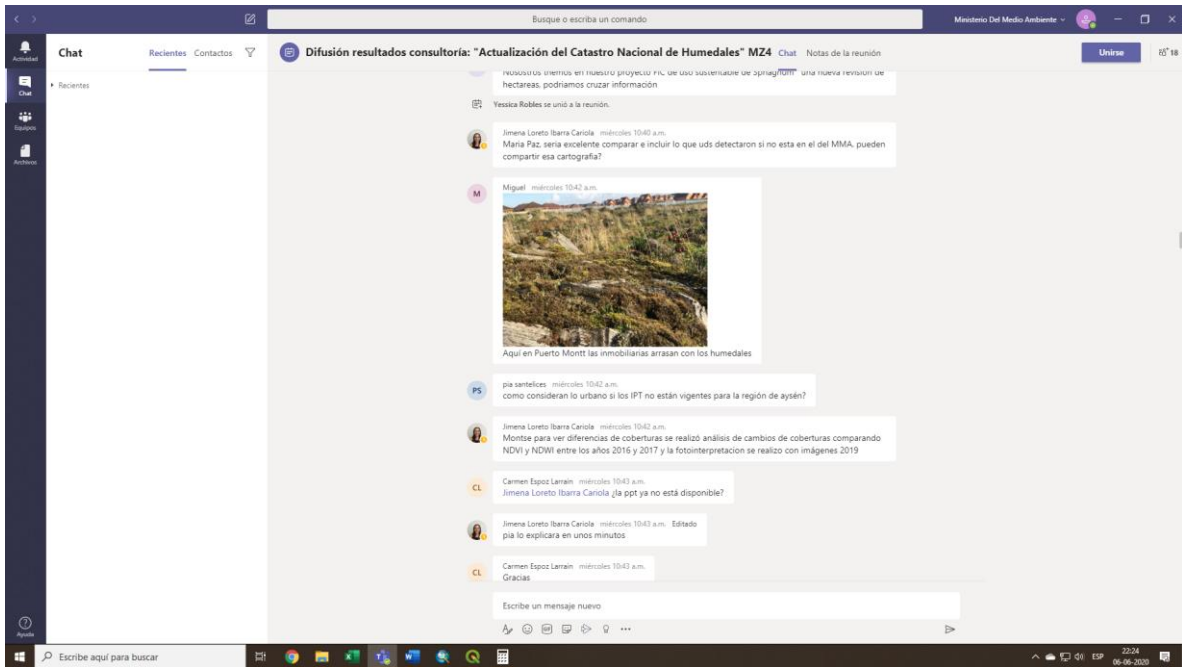 Busque o escriba un comando
Ministerio Del Medio Ambiente
Actividad
Chat
Equipos
Archivos
Ayuda
Chat
Recientes Contactos
Recientes
Difusión resultados consultoría: "Actualización del Catastro Nacional de Humedales" MZ4 Chat Notas de la reunión
Unirse
18
hectareas, podriamos cruzar información
Yessica Robles se unió a la reunión.
Jimena Loreto Ibarra Cariola miércoles 10:40 a.m.
Maria Paz, seria excelente comparar e incluir lo que uds detectaron si no esta en el del MMA. pueden
compartir esa cartografia?
M
Miguel miércoles 10:42 a.m.
Aquí en Puerto Montt las inmobiliarias arrasan con los humedales
PS
pia santelices miércoles 10:42 a.m.
como consideran lo urbano si los IPT no están vigentes para la región de aysén?
Jimena Loreto Ibarra Cariola miércoles 10:42 a.m.
Montse para ver diferencias de coberturas se realizó análisis de cambios de coberturas comparando
NDVI y NDWI entre los años 2016 y 2017 y la fotointerpretacion se realizo con imágenes 2019
CL
Carmen Espoz Larrain miércoles 10:43 a.m.
Jimena Loreto Ibarra Cariola ¿la ppt ya no está disponible?
Jimena Loreto Ibarra Cariola miércoles 10:43 a.m. Editado
pia lo explicara en unos minutos
CL
Carmen Espoz Larrain miércoles 10:43 a.m.
Gracias
Escribe un mensaje nuevo
GIF
Escribe aquí para buscar
ESP
22:24
06-06-2020